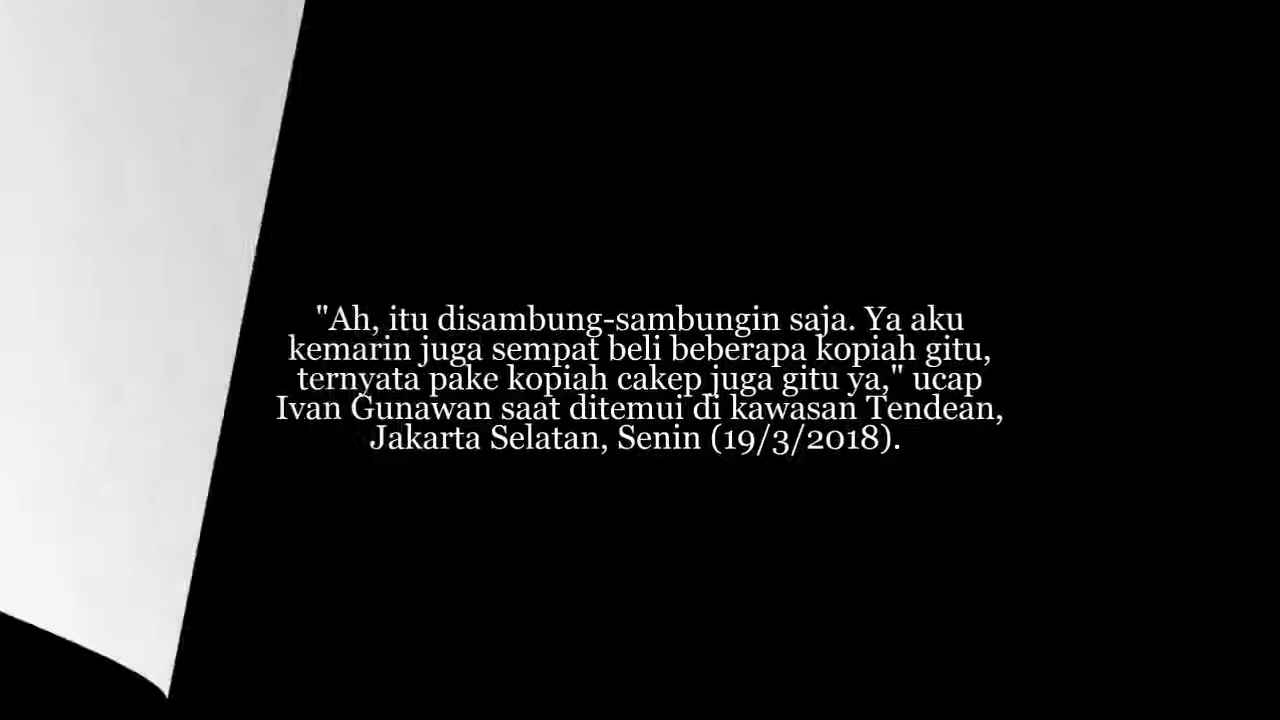 "Ah, itu disambung-sambungin saja. Ya aku
kemarin juga sempat beli beberapa kopiah gitu,
ternyata pake kopiah cakep juga gitu ya," ucap
Ivan Gunawan saat ditemui di kawasan Tendean,
Jakarta Selatan, Senin (19/3/2018).